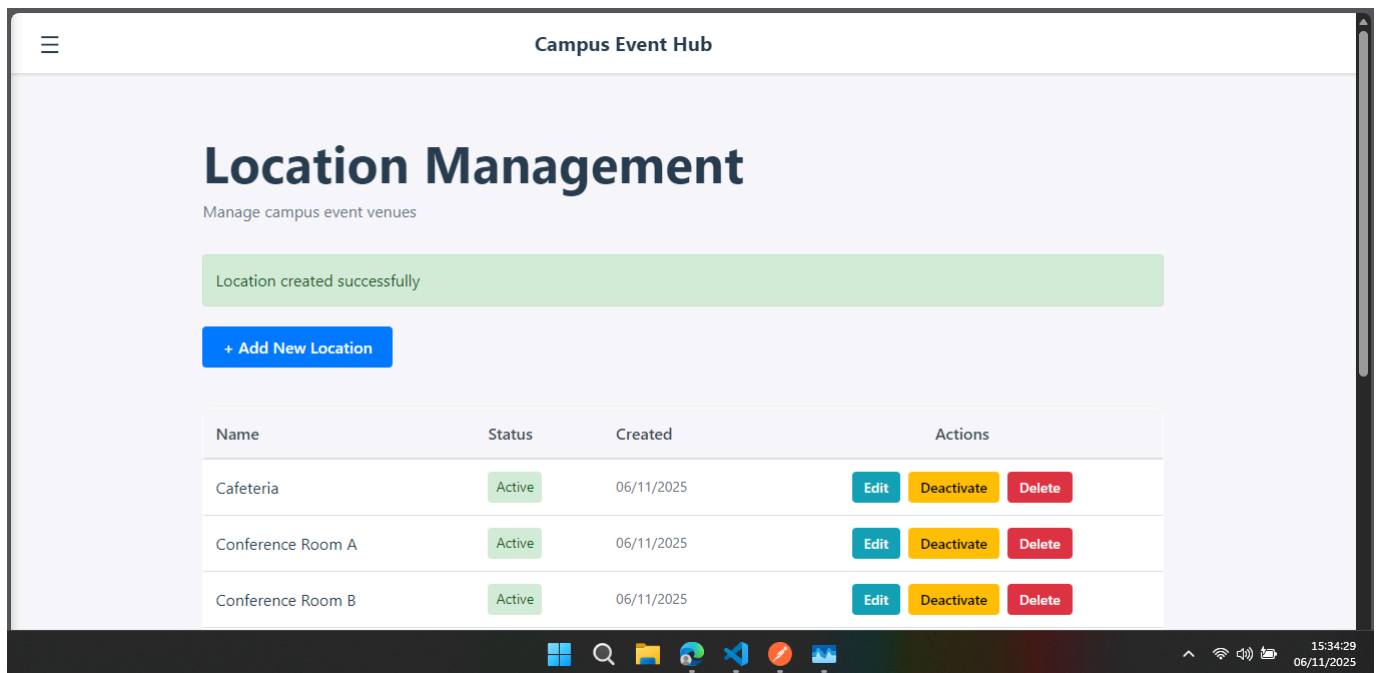 ☰ Campus Event Hub
Location Management
Manage campus event venues
Location created successfully
+ Add New Location
Name Status Created Actions
Cafeteria Active 06/11/2025 Edit Deactivate Delete
Conference Room A Active 06/11/2025 Edit Deactivate Delete
Conference Room B Active 06/11/2025 Edit Deactivate Delete
15:34:29
06/11/2025